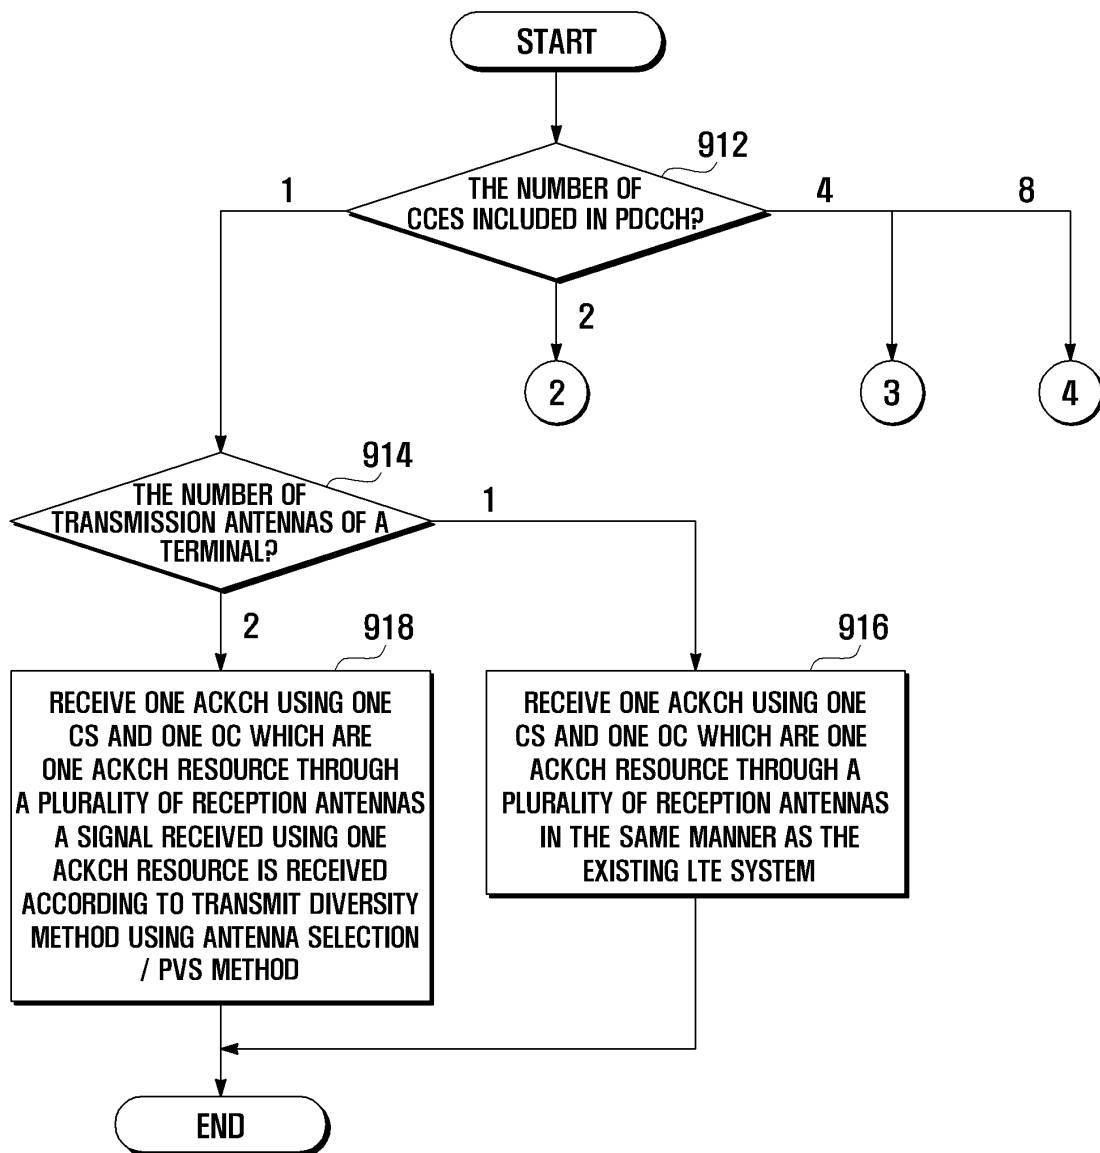 START
912
THE NUMBER OF
CCES INCLUDED IN PDCCH?
1
4
8
2
2
3
4
914
THE NUMBER OF
TRANSMISSION ANTENNAS OF A
TERMINAL?
1
2
918
RECEIVE ONE ACKCH USING ONE
CS AND ONE OC WHICH ARE
ONE ACKCH RESOURCE THROUGH
A PLURALITY OF RECEPTION ANTENNAS
A SIGNAL RECEIVED USING ONE
ACKCH RESOURCE IS RECEIVED
ACCORDING TO TRANSMIT DIVERSITY
METHOD USING ANTENNA SELECTION
/ PVS METHOD
916
RECEIVE ONE ACKCH USING ONE
CS AND ONE OC WHICH ARE ONE
ACKCH RESOURCE THROUGH A
PLURALITY OF RECEPTION ANTENNAS
IN THE SAME MANNER AS THE
EXISTING LTE SYSTEM
END